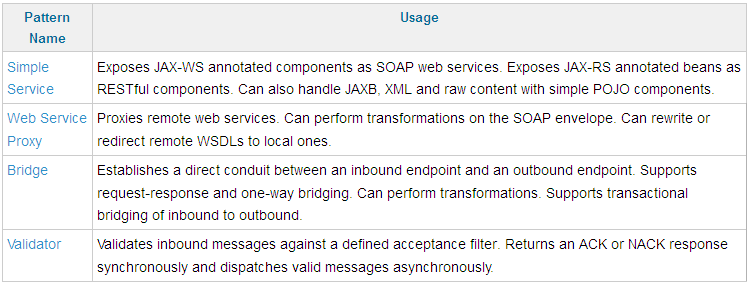 Pattern Name
Usage
Simple Service
Exposes JAX-WS annotated components as SOAP web services. Exposes JAX-RS annotated beans as
RESTful components. Can also handle JAXB, XML and raw content with simple POJO components.
Web Service Proxy
Proxies remote web services. Can perform transformations on the SOAP envelope. Can rewrite or
redirect remote WSDLs to local ones.
Bridge
Establishes a direct conduit between an inbound endpoint and an outbound endpoint. Supports
request-response and one-way bridging. Can perform transformations. Supports transactional
bridging of inbound to outbound.
Validator
Validates inbound messages against a defined acceptance filter. Returns an ACK or NACK response
synchronously and dispatches valid messages asynchronously.